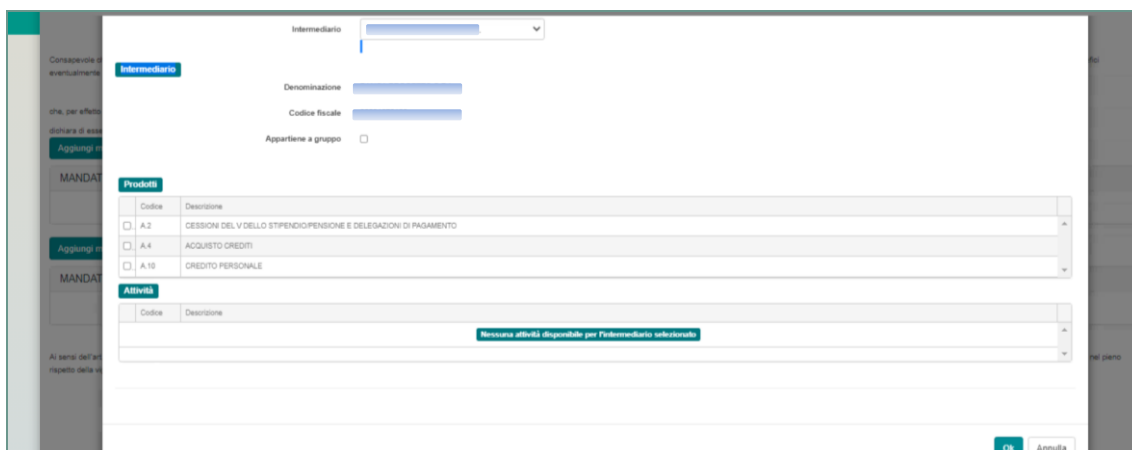 Intermediario
Consapevole
eventualmente
Intermediario
Denominazione
Codice fiscale
Appartiene a gruppo
che, per effetto
dichiara di esse
Aggiungi m
MANDAT
Prodotti
Codice Descrizione
A.2 CESSIONI DEL V DELLO STIPENDIO/PENSIONE E DELEGAZIONI DI PAGAMENTO
A.4 ACQUISTO CREDITI
A.10 CREDITO PERSONALE
Aggiungi m
MANDAT
Attività
Codice Descrizione
Nessuna attività disponibile per l'intermediario selezionato
Ai sensi dell'art
nel pieno
rispetto della
Ok Annulla